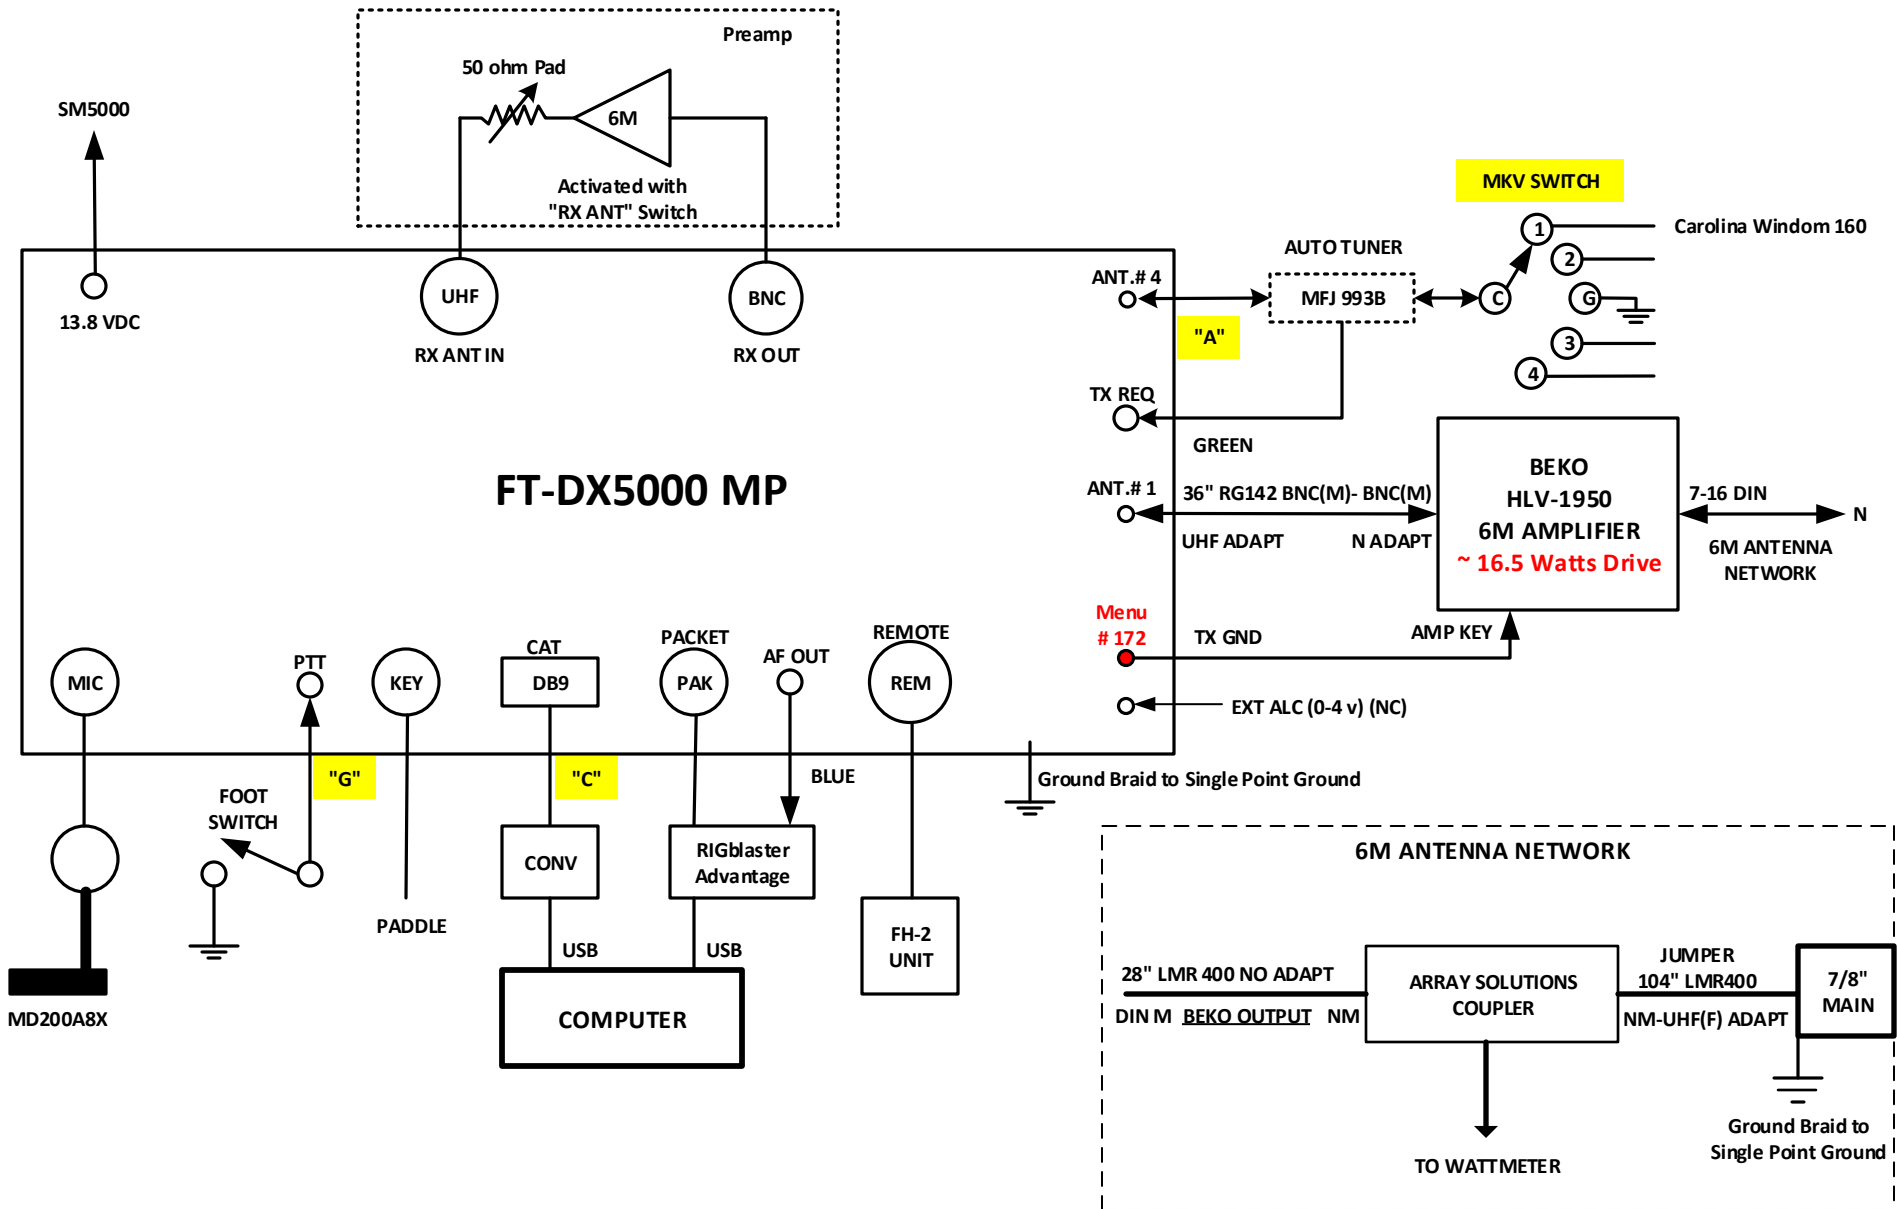 Preamp
50 ohm Pad
6M
Activated with
"RX ANT" Switch
SM5000
13.8 VDC
UHF
RX ANT IN
BNC
RX OUT
ANT.# 4
"A"
AUTO TUNER
MFJ 993B
MKV SWITCH
C
1
2
G
3
4
Carolina Windom 160
TX REQ
GREEN
FT-DX5000 MP
ANT.# 1
36" RG142 BNC(M)- BNC(M)
UHF ADAPT
N ADAPT
BEKO
HLV-1950
6M AMPLIFIER
~ 16.5 Watts Drive
7-16 DIN
N
6M ANTENNA
NETWORK
Menu
# 172
TX GND
AMP KEY
EXT ALC (0-4 v) (NC)
MIC
PTT
KEY
CAT
DB9
PACKET
PAK
AF OUT
REMOTE
REM
"G"
"C"
BLUE
Ground Braid to Single Point Ground
FOOT
SWITCH
PADDLE
CONV
RIGblaster
Advantage
FH-2
UNIT
USB
USB
COMPUTER
MD200A8X
6M ANTENNA NETWORK
28" LMR 400 NO ADAPT
DIN M BEKO OUTPUT NM
ARRAY SOLUTIONS
COUPLER
JUMPER
104" LMR400
NM-UHF(F) ADAPT
7/8"
MAIN
TO WATTMETER
Ground Braid to
Single Point Ground